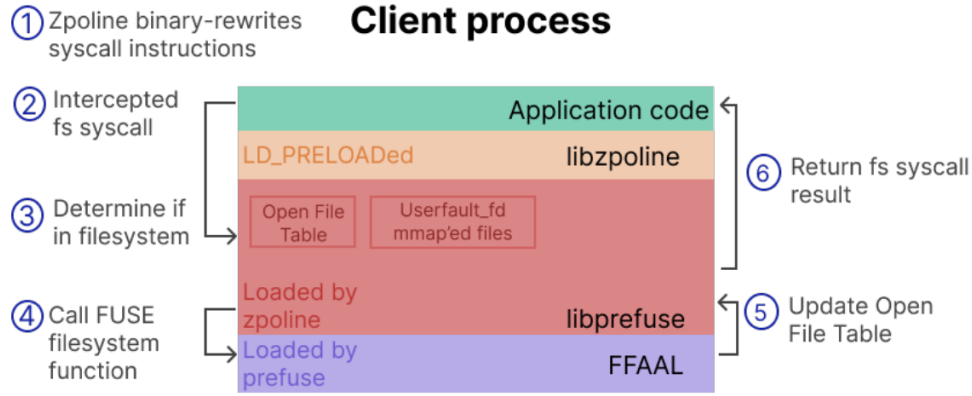 Client process
1 Zpoline binary-rewrites
syscall instructions
2 Intercepted
fs syscall
3 Determine if
in filesystem
4 Call FUSE
filesystem
function
Application code
LD_PRELOADed
libzpoline
Open File
Table
Userfault_fd
mmap'ed files
Loaded by
zpoline
libprefuse
Loaded by
prefuse
FFAAL
5 Update Open
File Table
6 Return fs syscall
result